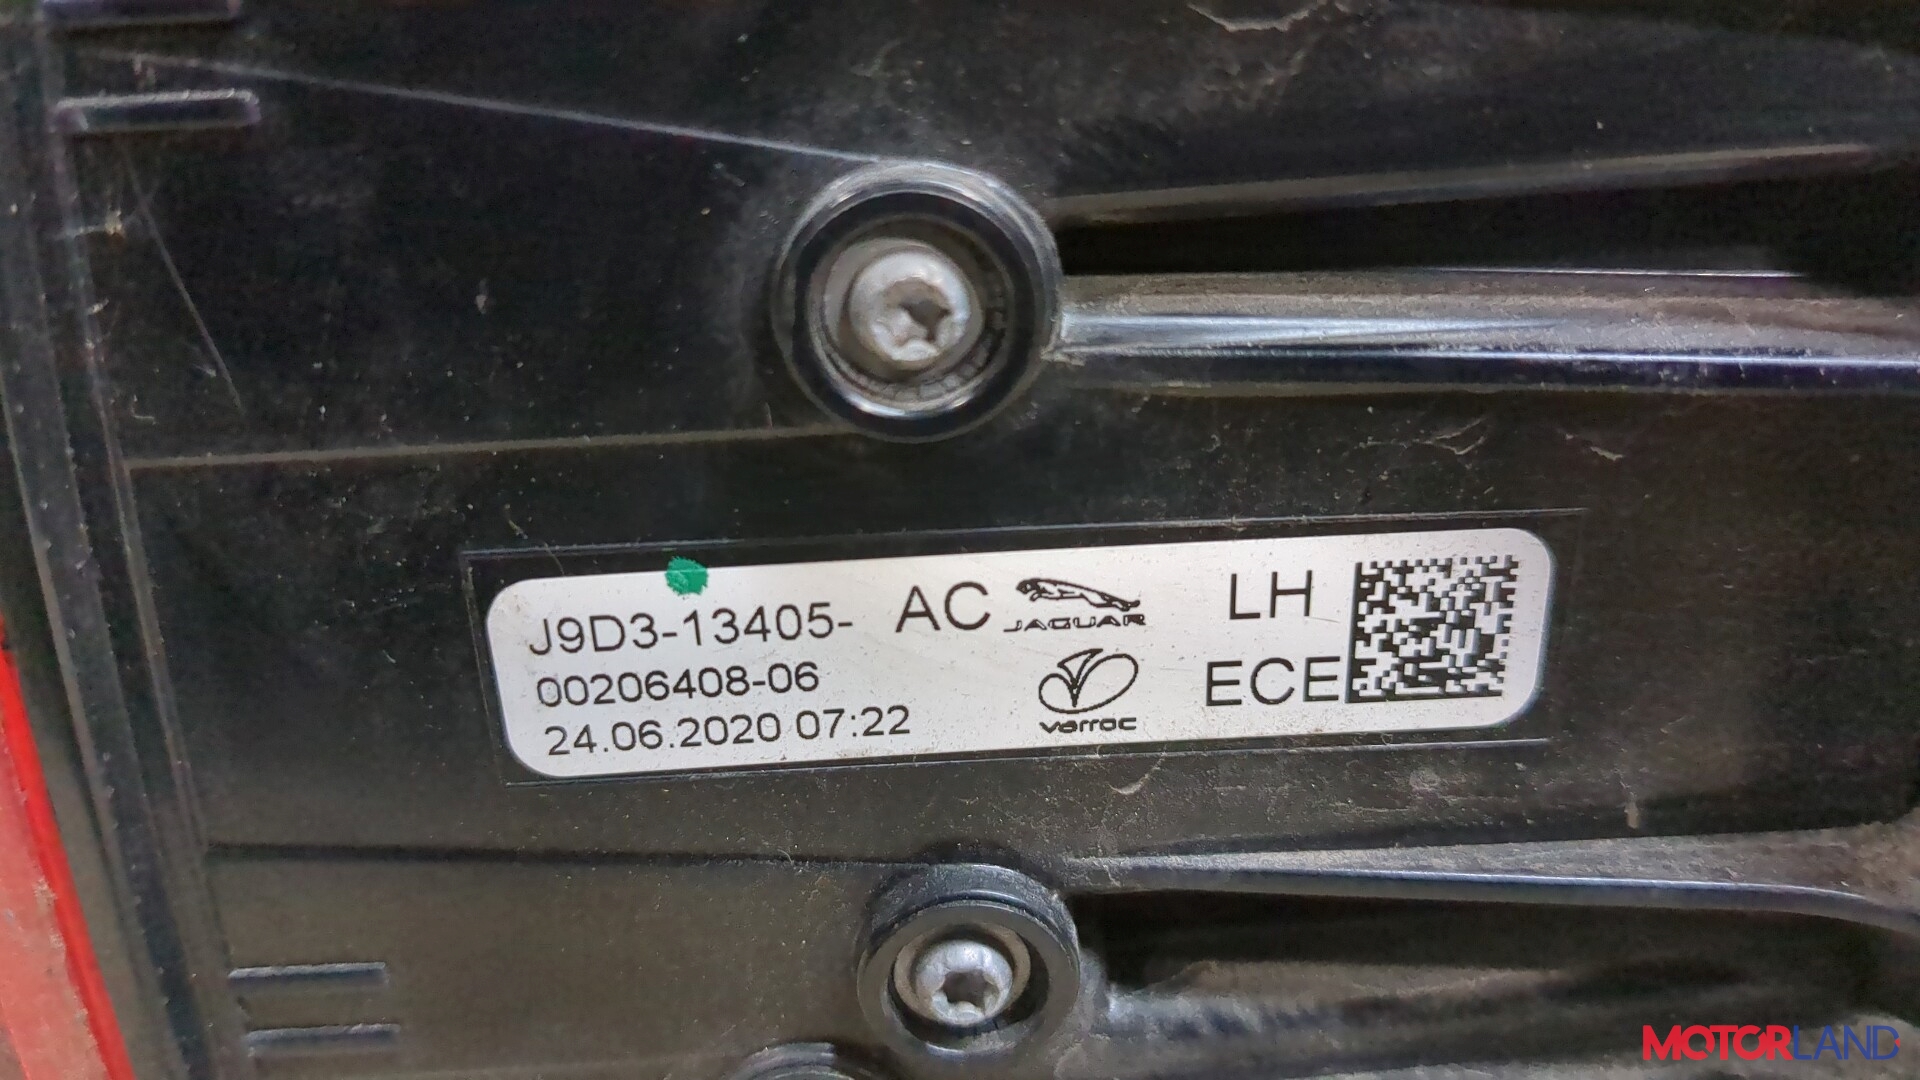 J9D3-13405- AC JAGUAR LH
00206408-06
24.06.2020 07:22
varroc
ECE
MOTORLAND